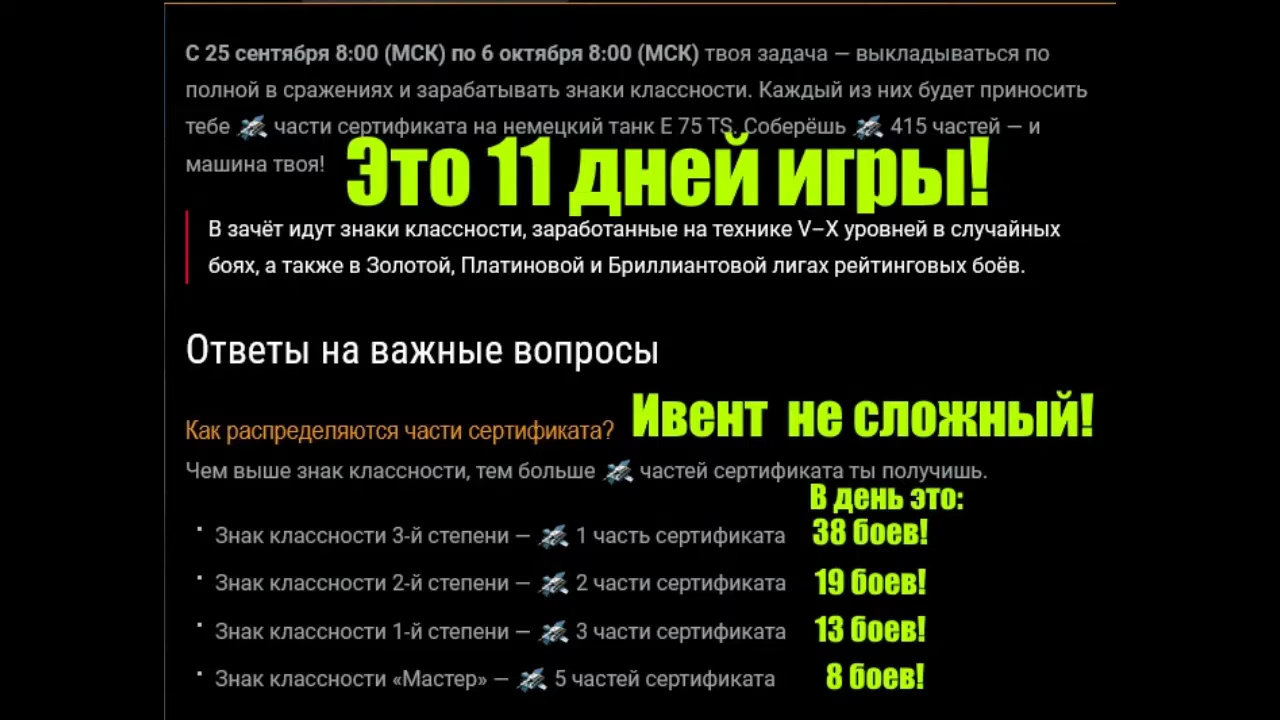 С 25 сентября 8:00 (МСК) по 6 октября 8:00 (МСК) твоя задача — выкладываться по
полной в сражениях и зарабатывать знаки классности. Каждый из них будет приносить
тебе части сертификата на немецкий танк E 75 TS. Соберёшь 415 частей — и
машина твоя!
Это 11 дней игры!
В зачёт идут знаки классности, заработанные на технике V–X уровней в случайных
боях, а также в Золотой, Платиновой и Бриллиантовой лигах рейтинговых боёв.
Ответы на важные вопросы
Ивент не сложный!
Как распределяются части сертификата?
Чем выше знак классности, тем больше частей сертификата ты получишь.
В день это:
· Знак классности 3-й степени — 1 часть сертификата 38 боев!
· Знак классности 2-й степени — 2 части сертификата 19 боев!
· Знак классности 1-й степени — 3 части сертификата 13 боев!
· Знак классности «Мастер» — 5 частей сертификата 8 боев!